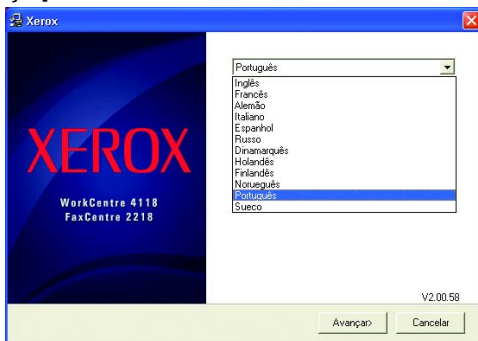 Xerox
XEROX
WorkCentre 4118
FaxCentre 2218
Português
Inglês
Francês
Alemão
Italiano
Espanhol
Russo
Dinamarquês
Holandês
Finlandês
Norueguês
Português
Sueco
V2.00.58
Avançar>
Cancelar